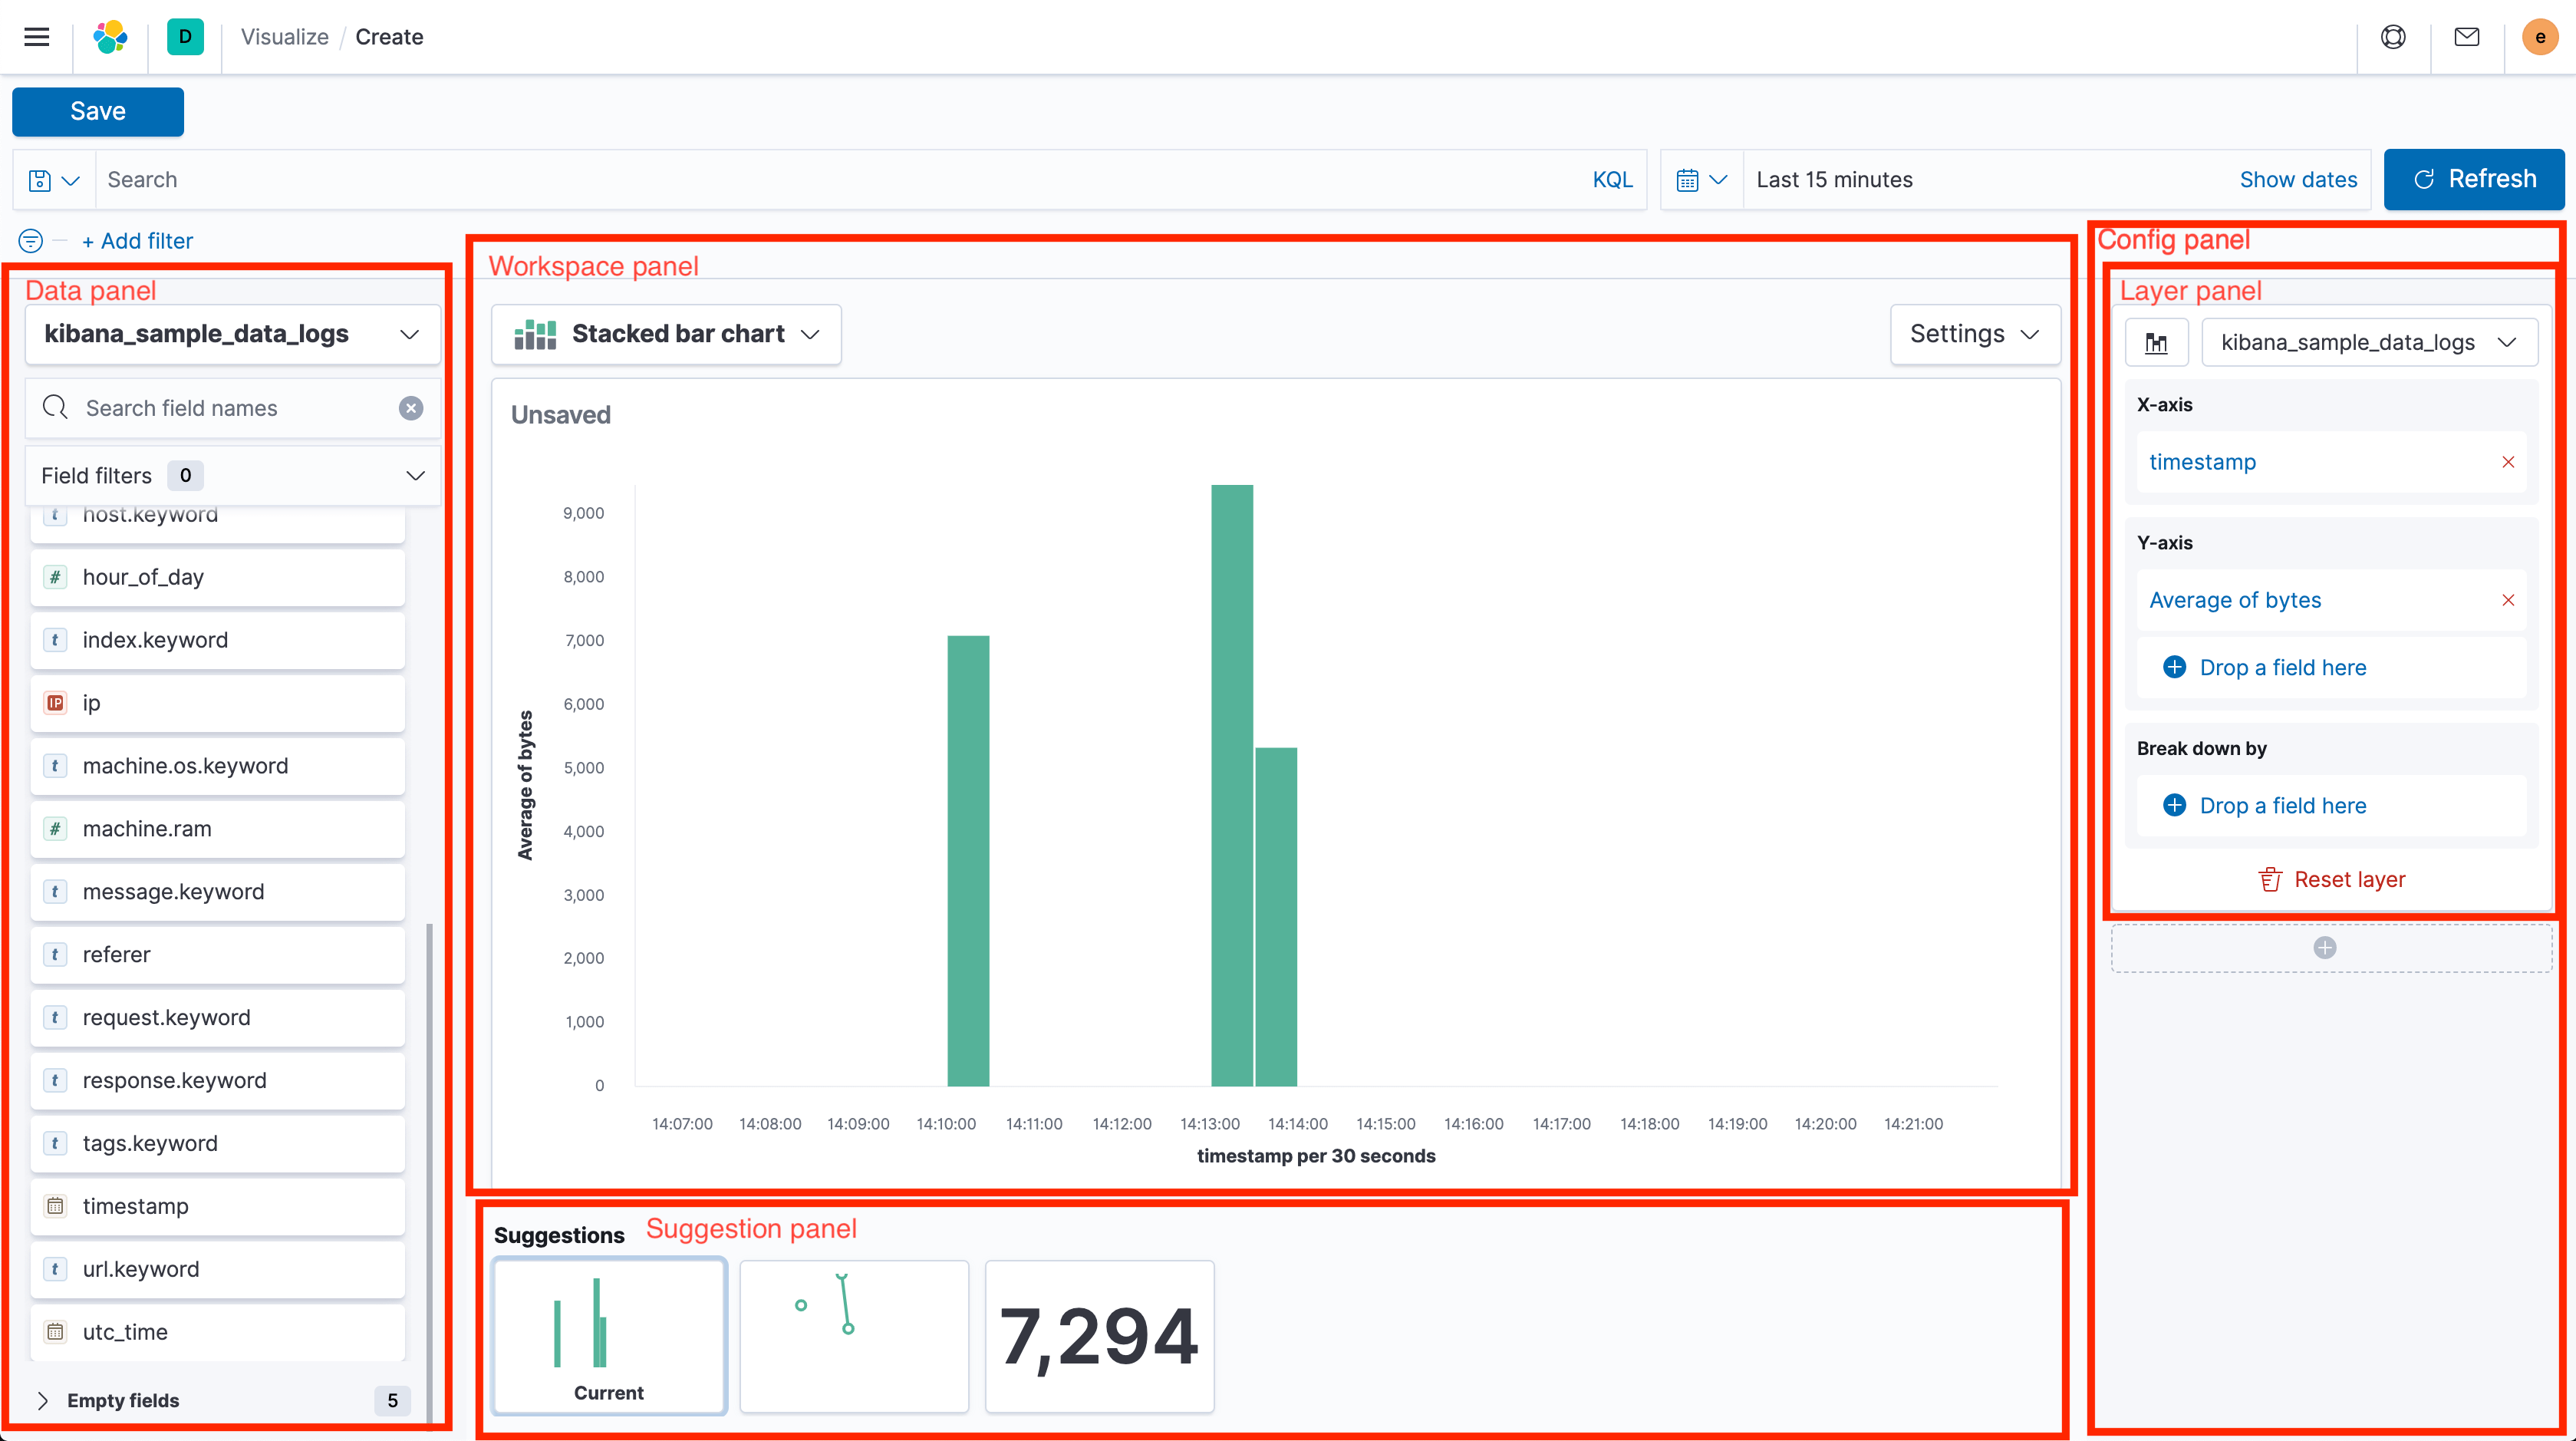 D
Visualize / Create
e
Save
Search
KQL
Last 15 minutes
Show dates
Refresh
+ Add filter
Data panel
kibana_sample_data_logs
Search field names
Field filters 0
t host.keyword
# hour_of_day
t index.keyword
IP ip
t machine.os.keyword
# machine.ram
t message.keyword
t referer
t request.keyword
t response.keyword
t tags.keyword
timestamp
t url.keyword
utc_time
Empty fields 5
Workspace panel
Stacked bar chart
Settings
Unsaved
Average of bytes
9,000
8,000
7,000
6,000
5,000
4,000
3,000
2,000
1,000
0
14:07:00 14:08:00 14:09:00 14:10:00 14:11:00 14:12:00 14:13:00 14:14:00 14:15:00 14:16:00 14:17:00 14:18:00 14:19:00 14:20:00 14:21:00
timestamp per 30 seconds
Suggestions
Suggestion panel
Current
7,294
Config panel
Layer panel
kibana_sample_data_logs
X-axis
timestamp
Y-axis
Average of bytes
Drop a field here
Break down by
Drop a field here
Reset layer